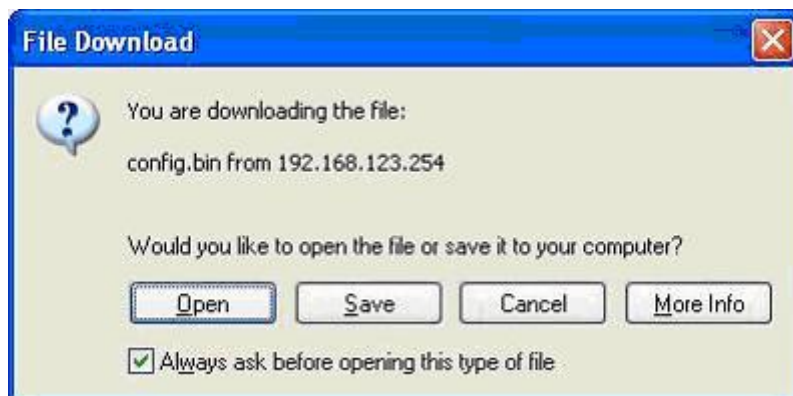 File Download
You are downloading the file:
config.bin from 192.168.123.254
Would you like to open the file or save it to your computer?
Open Save Cancel More Info
Always ask before opening this type of file